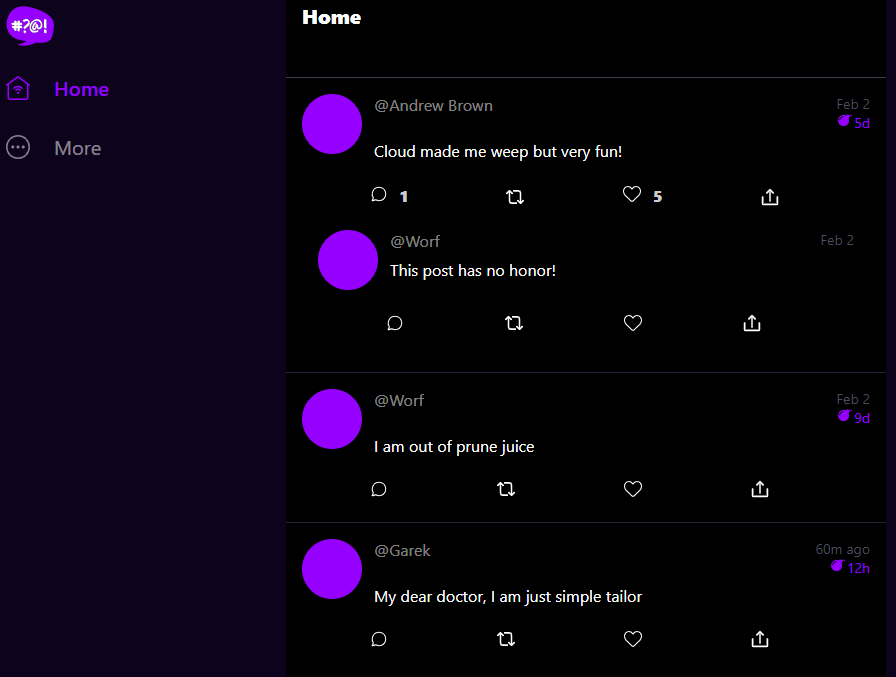 #?@!
Home
More
Home
@Andrew Brown
Feb 2
5d
Cloud made me weep but very fun!
1
5
@Worf
Feb 2
This post has no honor!
@Worf
Feb 2
9d
I am out of prune juice
@Garek
60m ago
12h
My dear doctor, I am just simple tailor